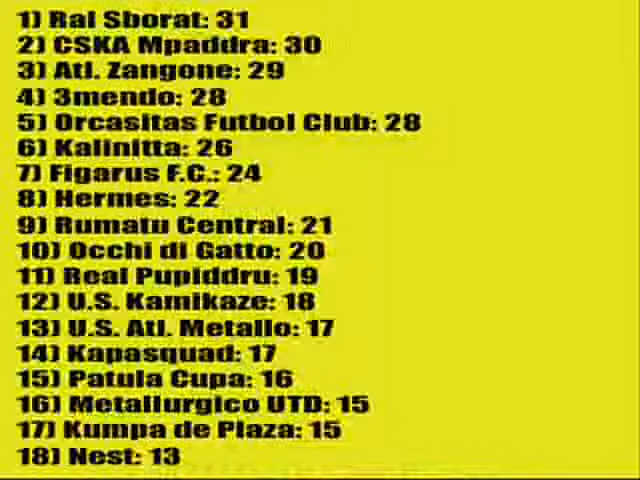 1) Ral Sborat: 31
2) CSKA Mpaddra: 30
3) Atl. Zangone: 29
4) 3mendo: 28
5) Orcasitas Futbol Club: 28
6) Kalinitta: 26
7) Figarus F.C.: 24
8) Hermes: 22
9) Rumatu Central: 21
10) Occhi di Gatto: 20
11) Real Pupiddru: 19
12) U.S. Kamikaze: 18
13) U.S. Atl. Metallo: 17
14) Kapasquad: 17
15) Patula Cupa: 16
16) Metallurgico UTD: 15
17) Kumpa de Plaza: 15
18) Nest: 13